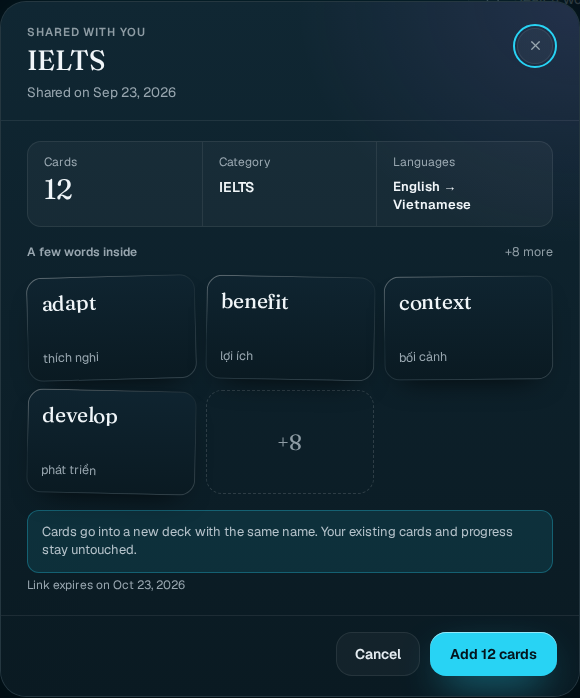 SHARED WITH YOU
IELTS
Shared on Sep 23, 2026
Cards
12
Category
IELTS
Languages
English →
Vietnamese
A few words inside
+8 more
adapt
thích nghi
benefit
lợi ích
context
bối cảnh
develop
phát triển
+8
Cards go into a new deck with the same name. Your existing cards and progress
stay untouched.
Link expires on Oct 23, 2026
Cancel
Add 12 cards